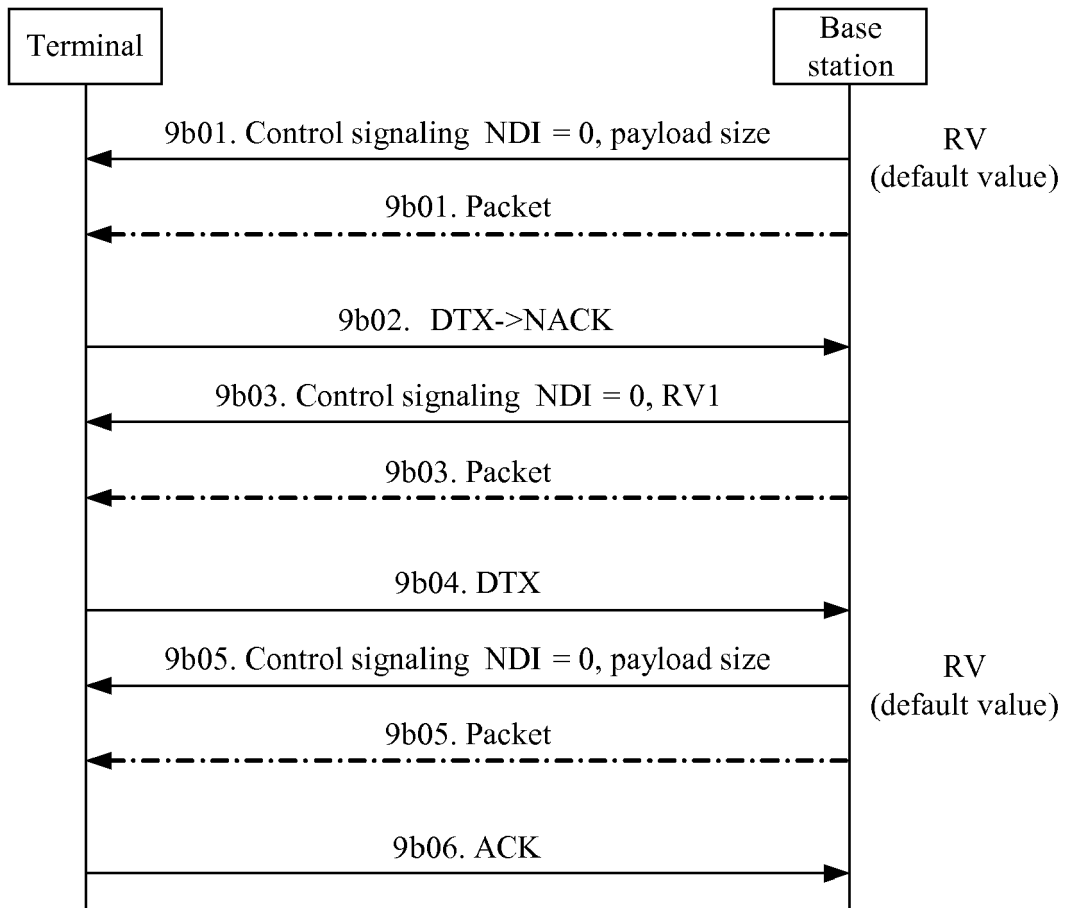 Terminal
Base
station
9b01. Control signaling NDI = 0, payload size
RV
(default value)
9b01. Packet
9b02. DTX->NACK
9b03. Control signaling NDI = 0, RV1
9b03. Packet
9b04. DTX
9b05. Control signaling NDI = 0, payload size
RV
(default value)
9b05. Packet
9b06. ACK